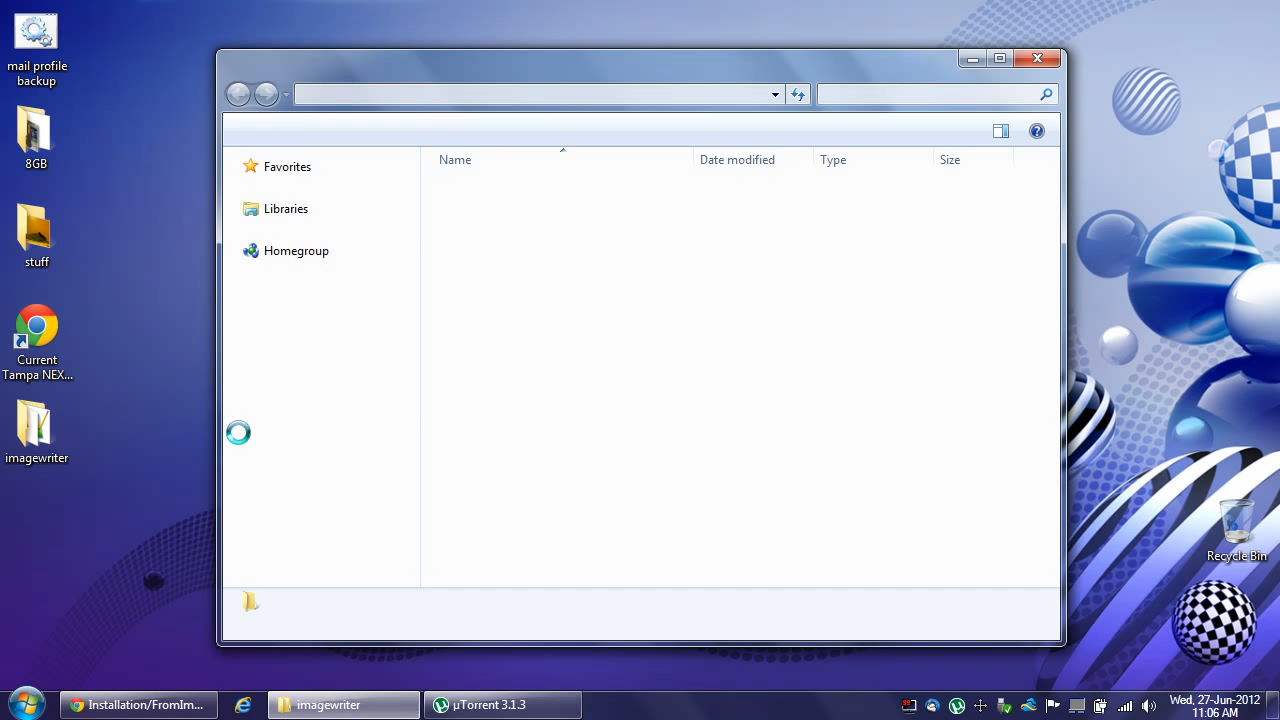 mail profile
backup
8GB
stuff
Current
Tampa NEX...
imagewriter
Favorites
Libraries
Homegroup
Name
Date modified
Type
Size
Recycle Bin
Installation/FromIm...
imagewriter
µTorrent 3.1.3
99
Wed, 27-Jun-2012
11:06 AM